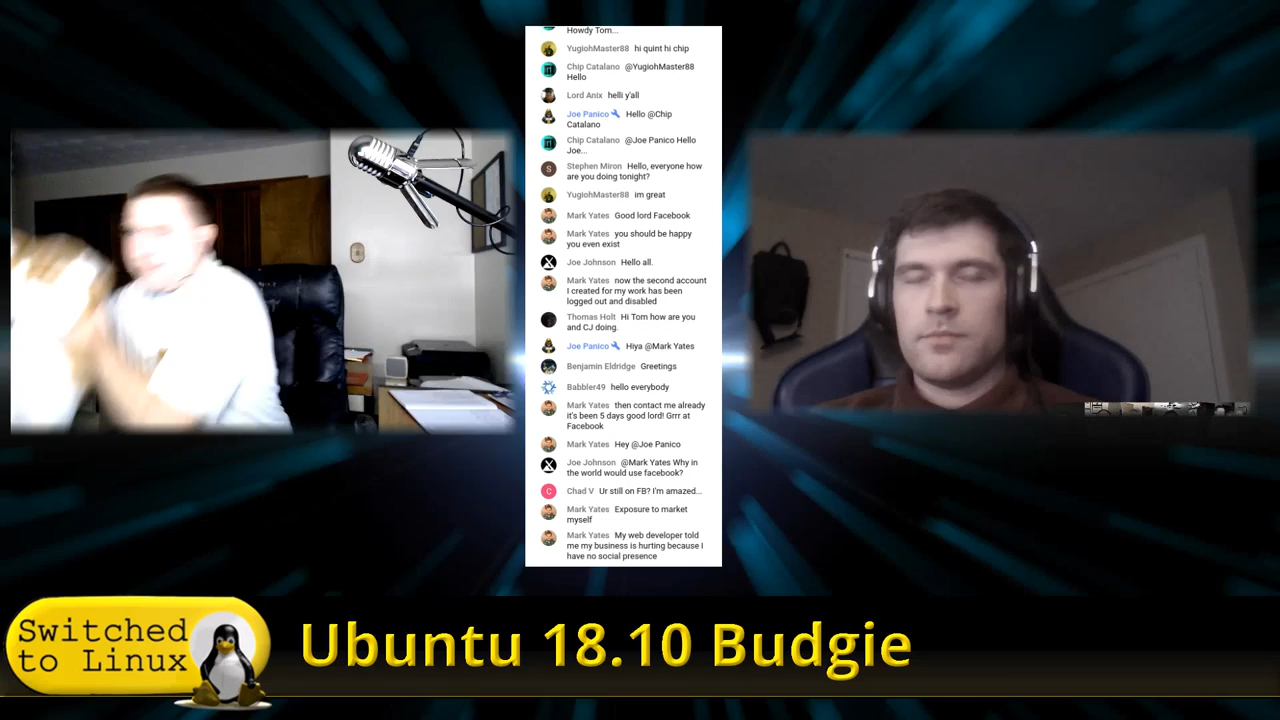 Howdy Tom...
YugiohMaster88 hi quint hi chip
Chip Catalano @YugiohMaster88
Hello
Lord Anix helli y'all
Joe Panico Hello @Chip
Catalano
Chip Catalano @Joe Panico Hello
Joe...
S Stephen Miron Hello, everyone how
are you doing tonight?
YugiohMaster88 im great
Mark Yates Good lord Facebook
Mark Yates you should be happy
you even exist
Joe Johnson Hello all.
Mark Yates now the second account
I created for my work has been
logged out and disabled
Thomas Holt Hi Tom how are you
and CJ doing.
Joe Panico Hiya @Mark Yates
Benjamin Eldridge Greetings
Babbler49 hello everybody
Mark Yates then contact me already
it's been 5 days good lord! Grrr at
Facebook
Mark Yates Hey @Joe Panico
Joe Johnson @Mark Yates Why in
the world would use facebook?
C Chad V Ur still on FB? I'm amazed...
Mark Yates Exposure to market
myself
Mark Yates My web developer told
me my business is hurting because I
have no social presence
Switched
to Linux
Ubuntu 18.10 Budgie